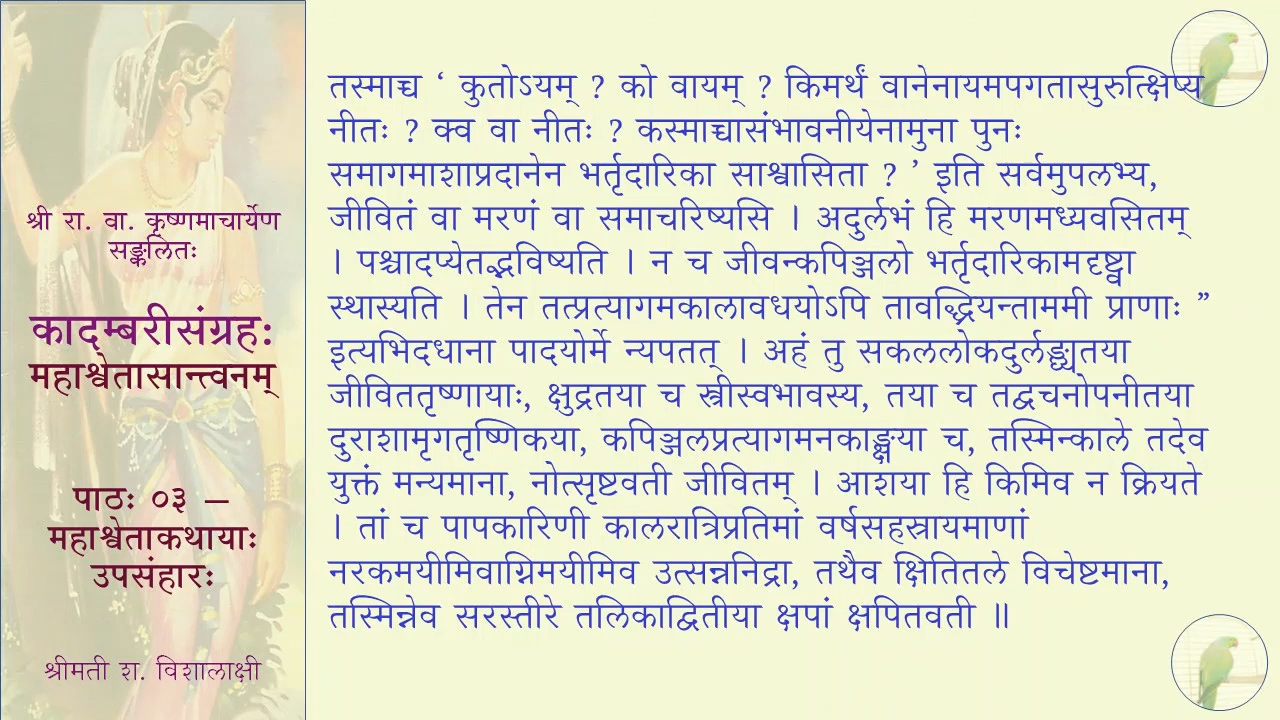 श्री रा. वा. कृष्णमाचार्येण
सङ्कलितः
कादम्बरीसंग्रहः
महाश्वेतासान्त्वनम्
पाठः ०३ –
महाश्वेताकथायाः
उपसंहारः
श्रीमती श. विशालाक्षी
तस्माच्च ‘ कुतोऽयम् ? को वायम् ? किमर्थं वानेनायमपगतासुरुत्क्षिप्य
नीतः ? क्व वा नीतः ? कस्माच्चासंभावनीयेनामुना पुनः
समागमाशाप्रदानेन भर्तृदारिका साश्वासिता ? ’ इति सर्वमुपलभ्य,
जीवितं वा मरणं वा समाचरिष्यसि । अदुर्लभं हि मरणमध्यवसितम्
। पश्चादप्येतद्भविष्यति । न च जीवन्कपिञ्जलो भर्तृदारिकामदृष्ट्वा
स्थास्यति । तेन तत्प्रत्यागमकालावधयोऽपि तावद्ध्रियन्ताममी प्राणाः ”
इत्यभिदधाना पादयोर्मे न्यपतत् । अहं तु सकललोकदुर्लङ्घ्यतया
जीविततृष्णायाः, क्षुद्रतया च स्त्रीस्वभावस्य, तया च तद्वचनोपनीतया
दुराशामृगतृष्णिकया, कपिञ्जलप्रत्यागमनकाङ्क्षया च, तस्मिन्काले तदेव
युक्तं मन्यमाना, नोत्सृष्टवती जीवितम् । आशया हि किमिव न क्रियते
। तां च पापकारिणी कालरात्रिप्रतिमां वर्षसहस्रायमाणां
नरकमयीमिवाग्निमयीमिव उत्सन्ननिद्रा, तथैव क्षितितले विचेष्टमाना,
तस्मिन्नेव सरस्तीरे तलिकाद्वितीया क्षपां क्षपितवती ॥